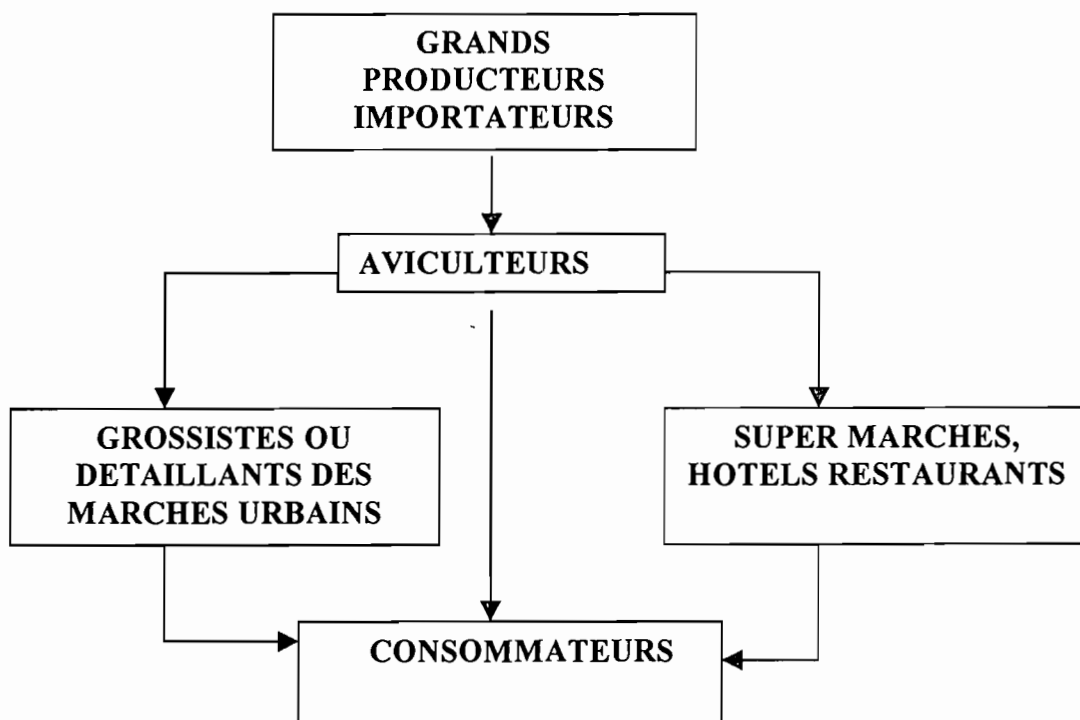 GRANDS
PRODUCTEURS
IMPORTATEURS
AVICULTEURS
GROSSISTES OU
DETAILLANTS DES
MARCHES URBAINS
SUPER MARCHES,
HOTELS RESTAURANTS
CONSOMMATEURS